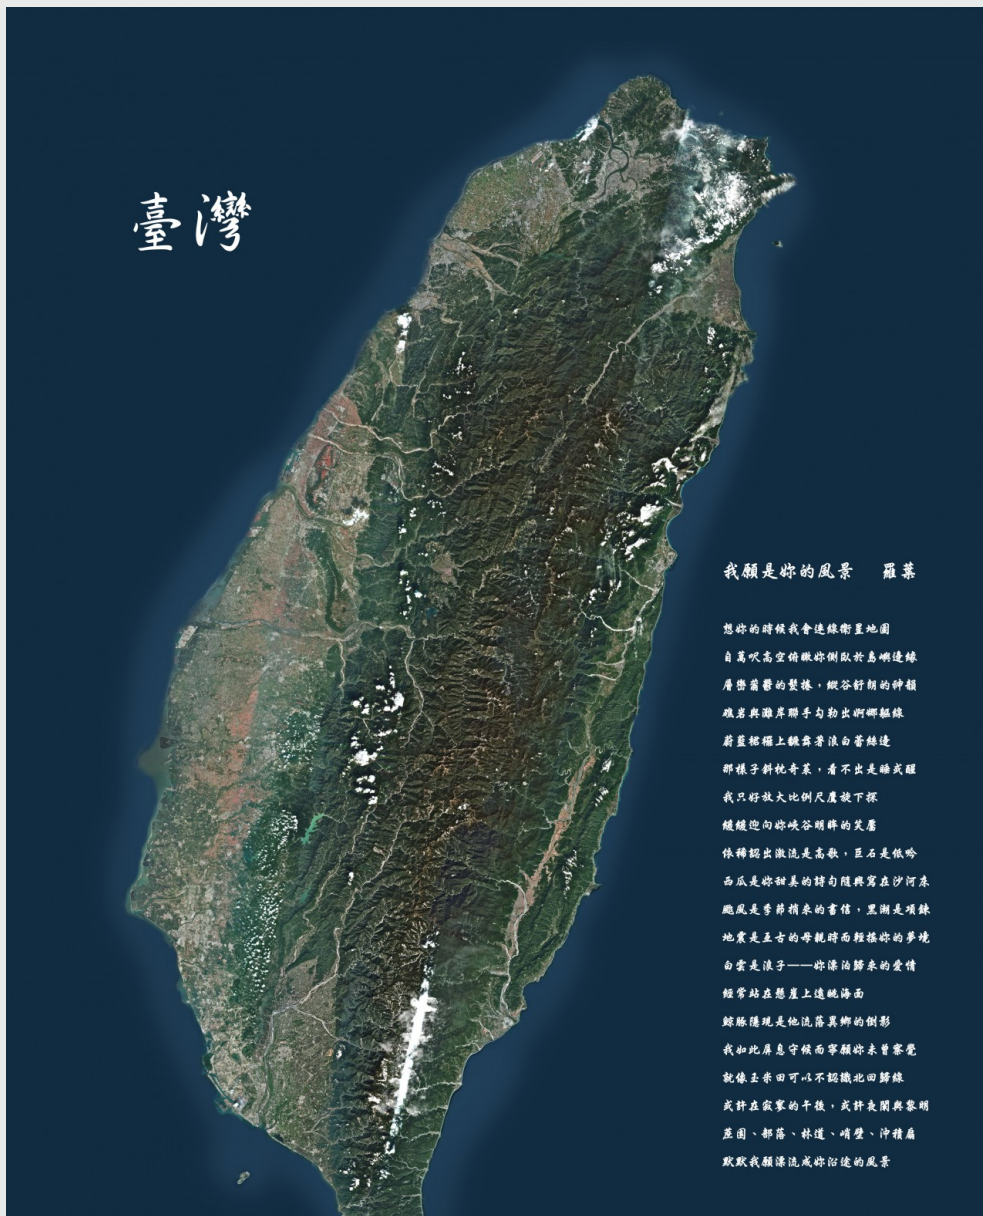 臺灣
我願是妳的風景　羅葉
想妳的時候我會連線衛星地圖
自萬呎高空俯瞰妳側臥於島嶼邊緣
層巒蓊鬱的髮捲，縱谷舒朗的神韻
礁岩與灘岸聯手勾勒出婀娜軀線
蔚藍裙襬上飄舞著浪白蕾絲邊
那樣子斜枕奇萊，看不出是睡或醒
我只好放大比例尺鷹旋下探
緩緩迎向妳峽谷明眸的笑靨
依稀認出激流是高歌，巨石是低吟
西瓜是妳甜美的詩句隨興寫在沙河床
颱風是季節捎來的書信，黑潮是項鍊
地震是亙古的母親時而輕搖妳的夢境
白雲是浪子——妳漂泊歸來的愛情
經常站在懸崖上遠眺海面
鯨豚隱現是他流落異鄉的倒影
我如此屏息守候而寧願妳未曾察覺
就像玉米田可以不認識北回歸線
或許在寂寥的午後，或許夜闌與黎明
蔗園、部落、林道、峭壁、沖積扇
默默我願漂流成妳沿途的風景